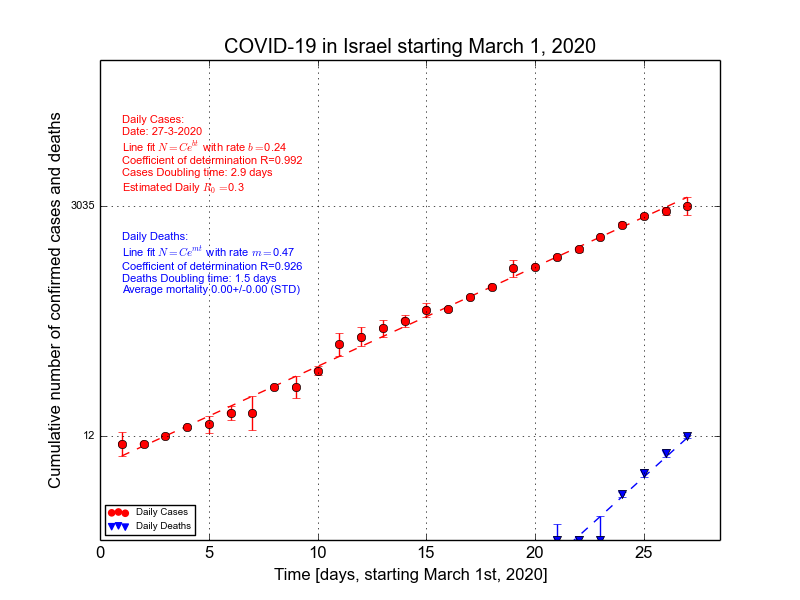 COVID-19 in Israel starting March 1, 2020
Cumulative number of confirmed cases and deaths
Daily Cases:
Date: 27-3-2020
Line fit N = Ce^{bt} with rate b = 0.24
Coefficient of determination R=0.992
Cases Doubling time: 2.9 days
Estimated Daily R_0 = 0.3
3035
Daily Deaths:
Line fit N = Ce^{mt} with rate m = 0.47
Coefficient of determination R=0.926
Deaths Doubling time: 1.5 days
Average mortality 0.00+/-0.00 (STD)
12
Daily Cases
Daily Deaths
0 5 10 15 20 25
Time [days, starting March 1st, 2020]